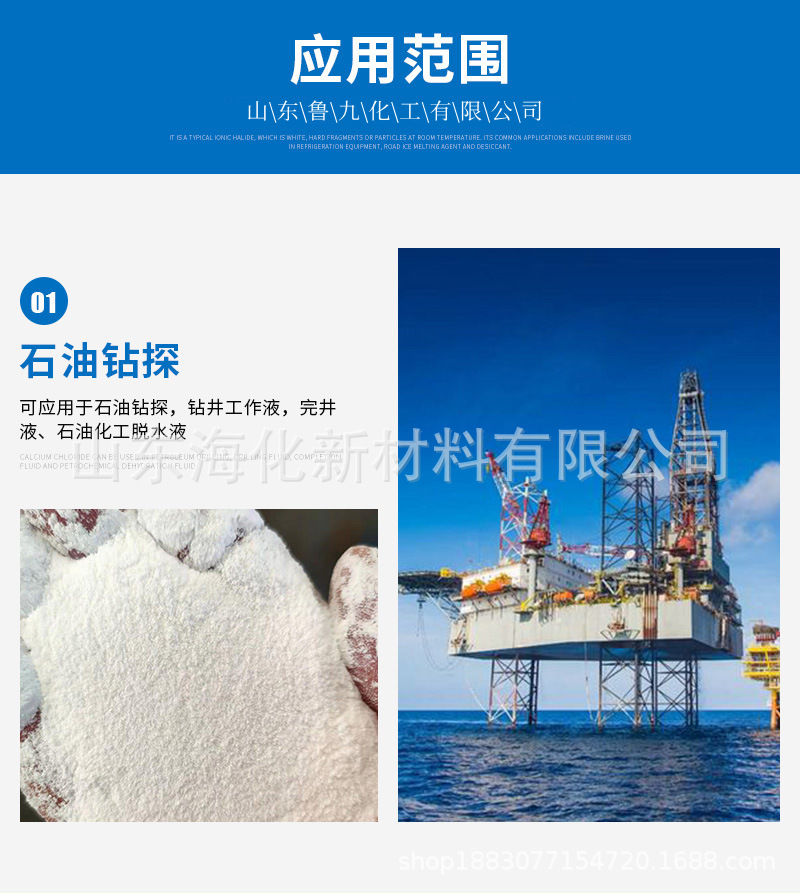 应用范围
山\东\鲁\九\化\工\有\限\公\司
IT IS A TYPICAL IONIC HALIDE, WHICH IS WHITE, HARD FRAGMENTS OR PARTICLES AT ROOM TEMPERATURE. ITS COMMON APPLICATIONS INCLUDE BRINE USED
IN REFRIGERATION EQUIPMENT, ROAD ICE MELTING AGENT AND DESICCANT.
01
石油钻探
可应用于石油钻探，钻井工作液，完井
液、石油化工脱水液
CALCIUM CHLORIDE CAN BE USED IN PETROLEUM DRILLING, DRILLING FLUID, COMPLETION
FLUID AND PETROCHEMICAL DEHYDRATION FLUID
山东海化新材料有限公司
shop1883077154720.1688.com